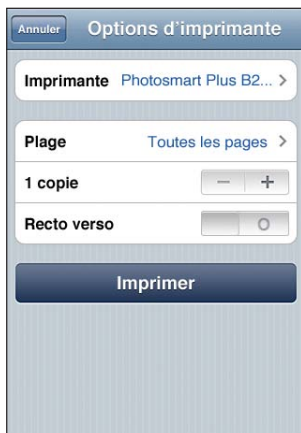 Annuler Options d'imprimante
Imprimante Photosmart Plus B2... >
Plage Toutes les pages >
1 copie − +
Recto verso O
Imprimer